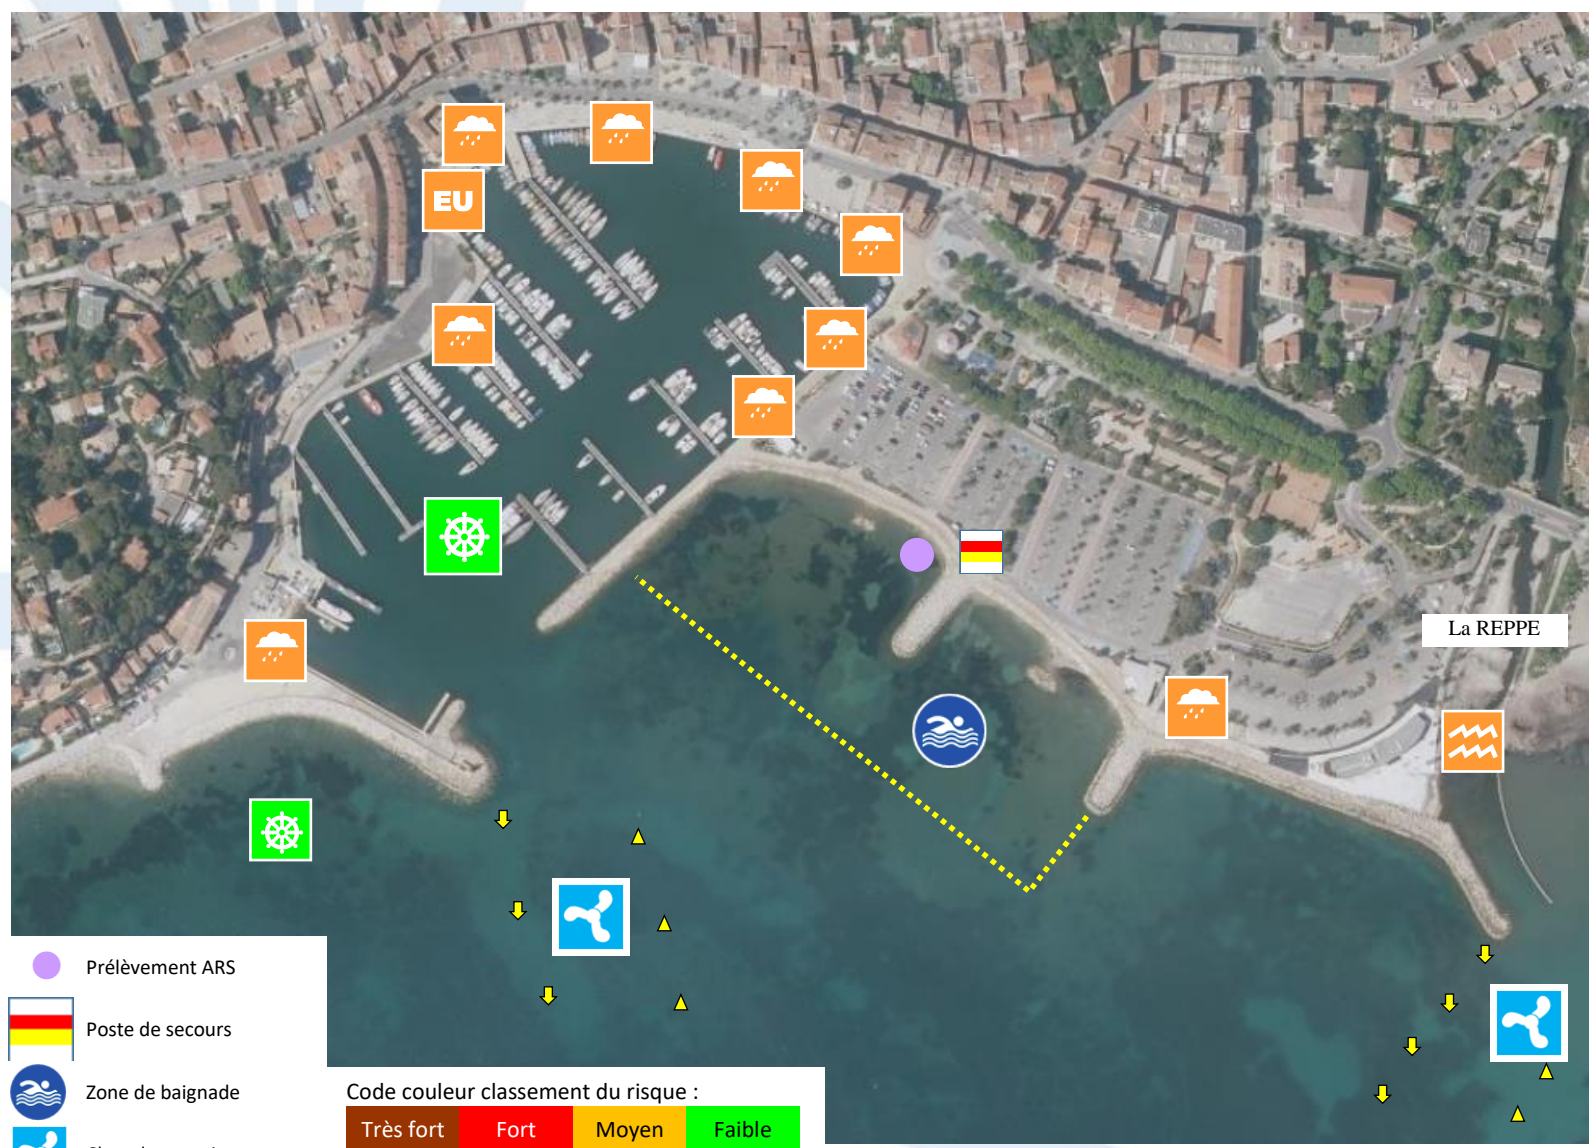 EU
La REPPE
Prélèvement ARS
Poste de secours
Zone de baignade
Code couleur classement du risque :
Très fort Fort Moyen Faible